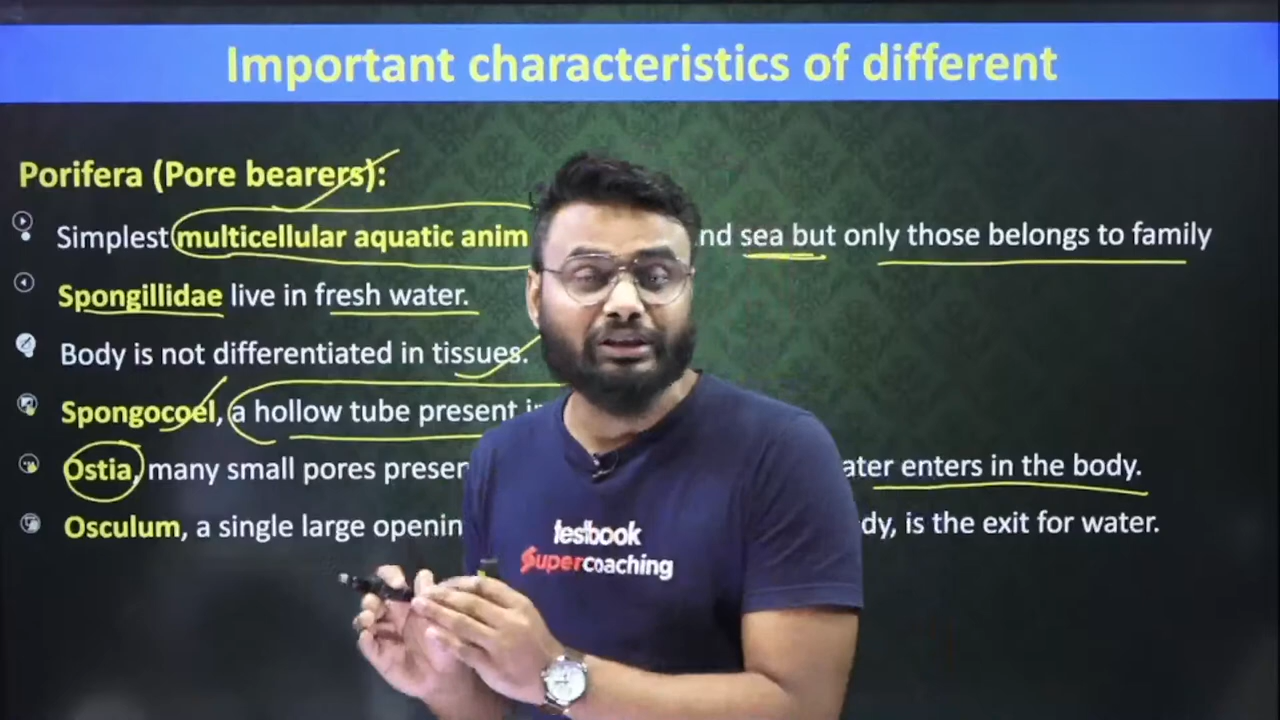 Important characteristics of different
Porifera (Pore bearers):
Simplest multicellular aquatic anim nd sea but only those belongs to family
Spongillidae live in fresh water.
Body is not differentiated in tissues.
Spongocoel, a hollow tube present
Ostia, many small pores presen ater enters in the body.
Osculum, a single large openin dy, is the exit for water.
testbook
Supercoaching